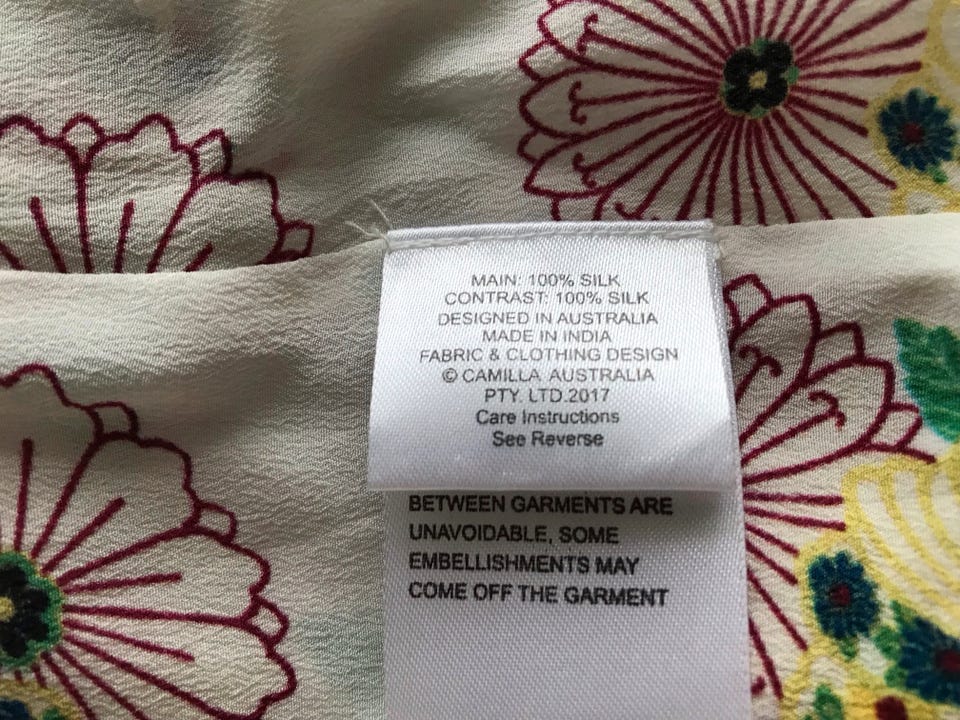 MAIN: 100% SILK
CONTRAST: 100% SILK
DESIGNED IN AUSTRALIA
MADE IN INDIA
FABRIC & CLOTHING DESIGN
© CAMILLA AUSTRALIA
PTY. LTD.2017
Care Instructions
See Reverse
BETWEEN GARMENTS ARE
UNAVOIDABLE, SOME
EMBELLISHMENTS MAY
COME OFF THE GARMENT